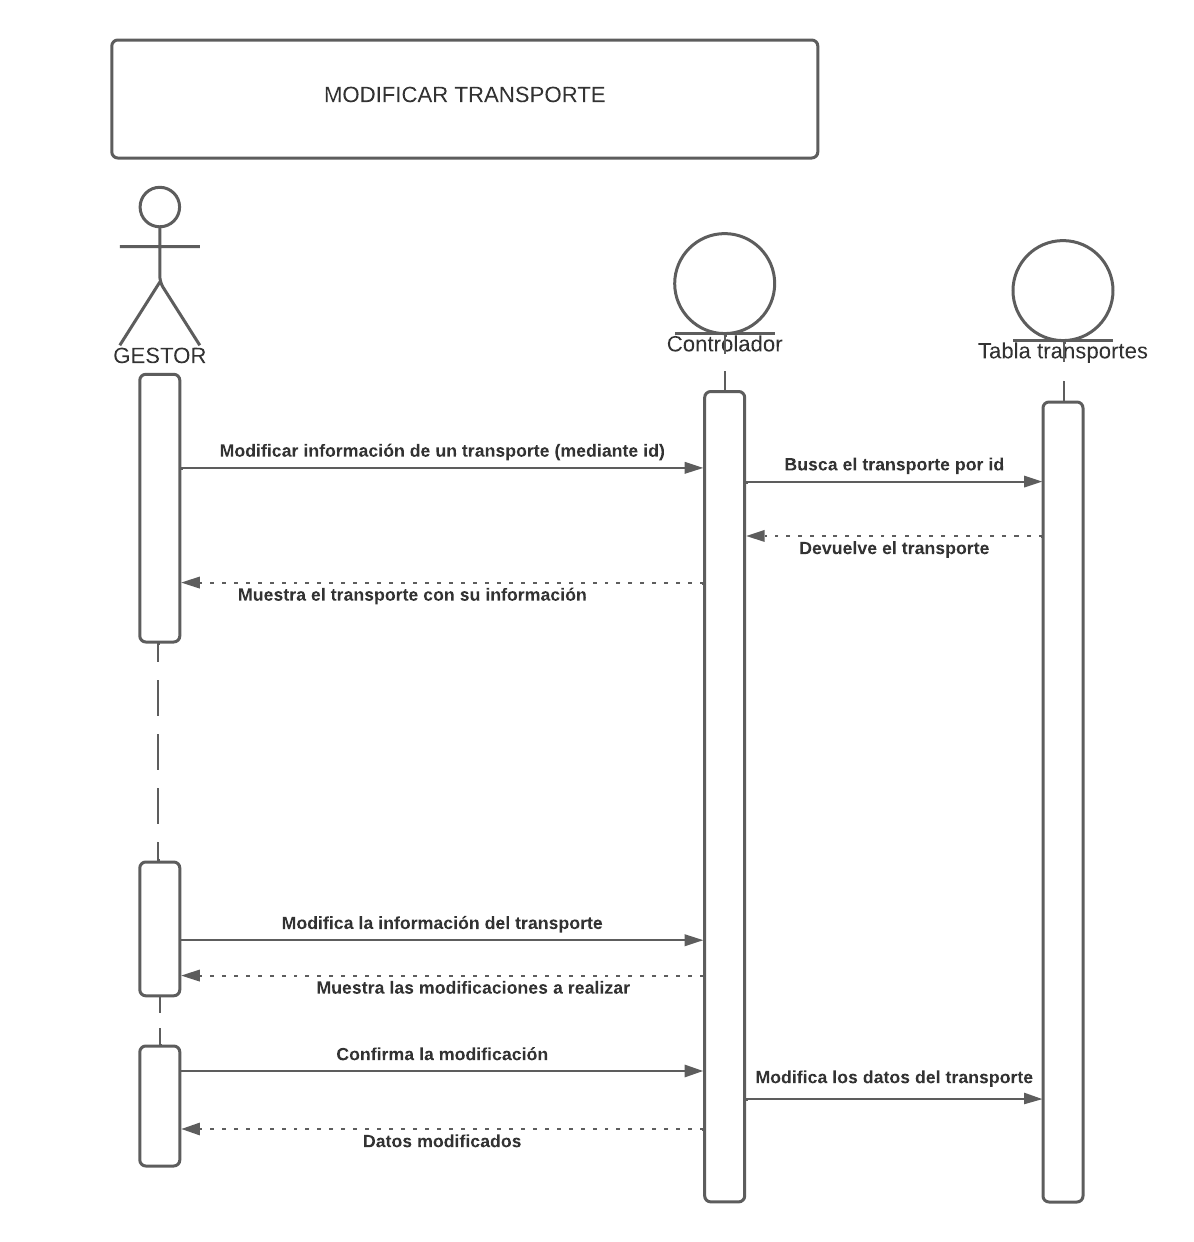 MODIFICAR TRANSPORTE
GESTOR
Controlador
Tabla transportes
Modificar información de un transporte (mediante id)
Busca el transporte por id
Devuelve el transporte
Muestra el transporte con su información
Modifica la información del transporte
Muestra las modificaciones a realizar
Confirma la modificación
Modifica los datos del transporte
Datos modificados